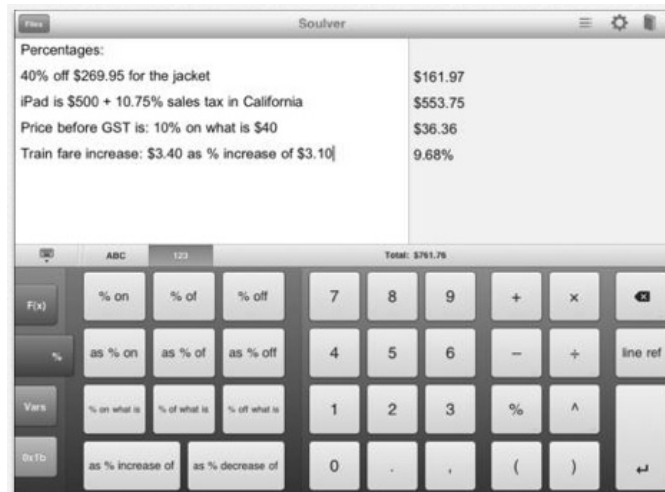 Files Soulver
Percentages:
40% off $269.95 for the jacket $161.97
iPad is $500 + 10.75% sales tax in California $553.75
Price before GST is: 10% on what is $40 $36.36
Train fare increase: $3.40 as % increase of $3.10 9.68%
ABC 123 Total: $761.76
F(x) % on % of % off 7 8 9 + ×
% as % on as % of as % off 4 5 6 − ÷ line ref
Vars % on what is % of what is % off what is 1 2 3 % ^
0x1b as % increase of as % decrease of 0 . , ( )